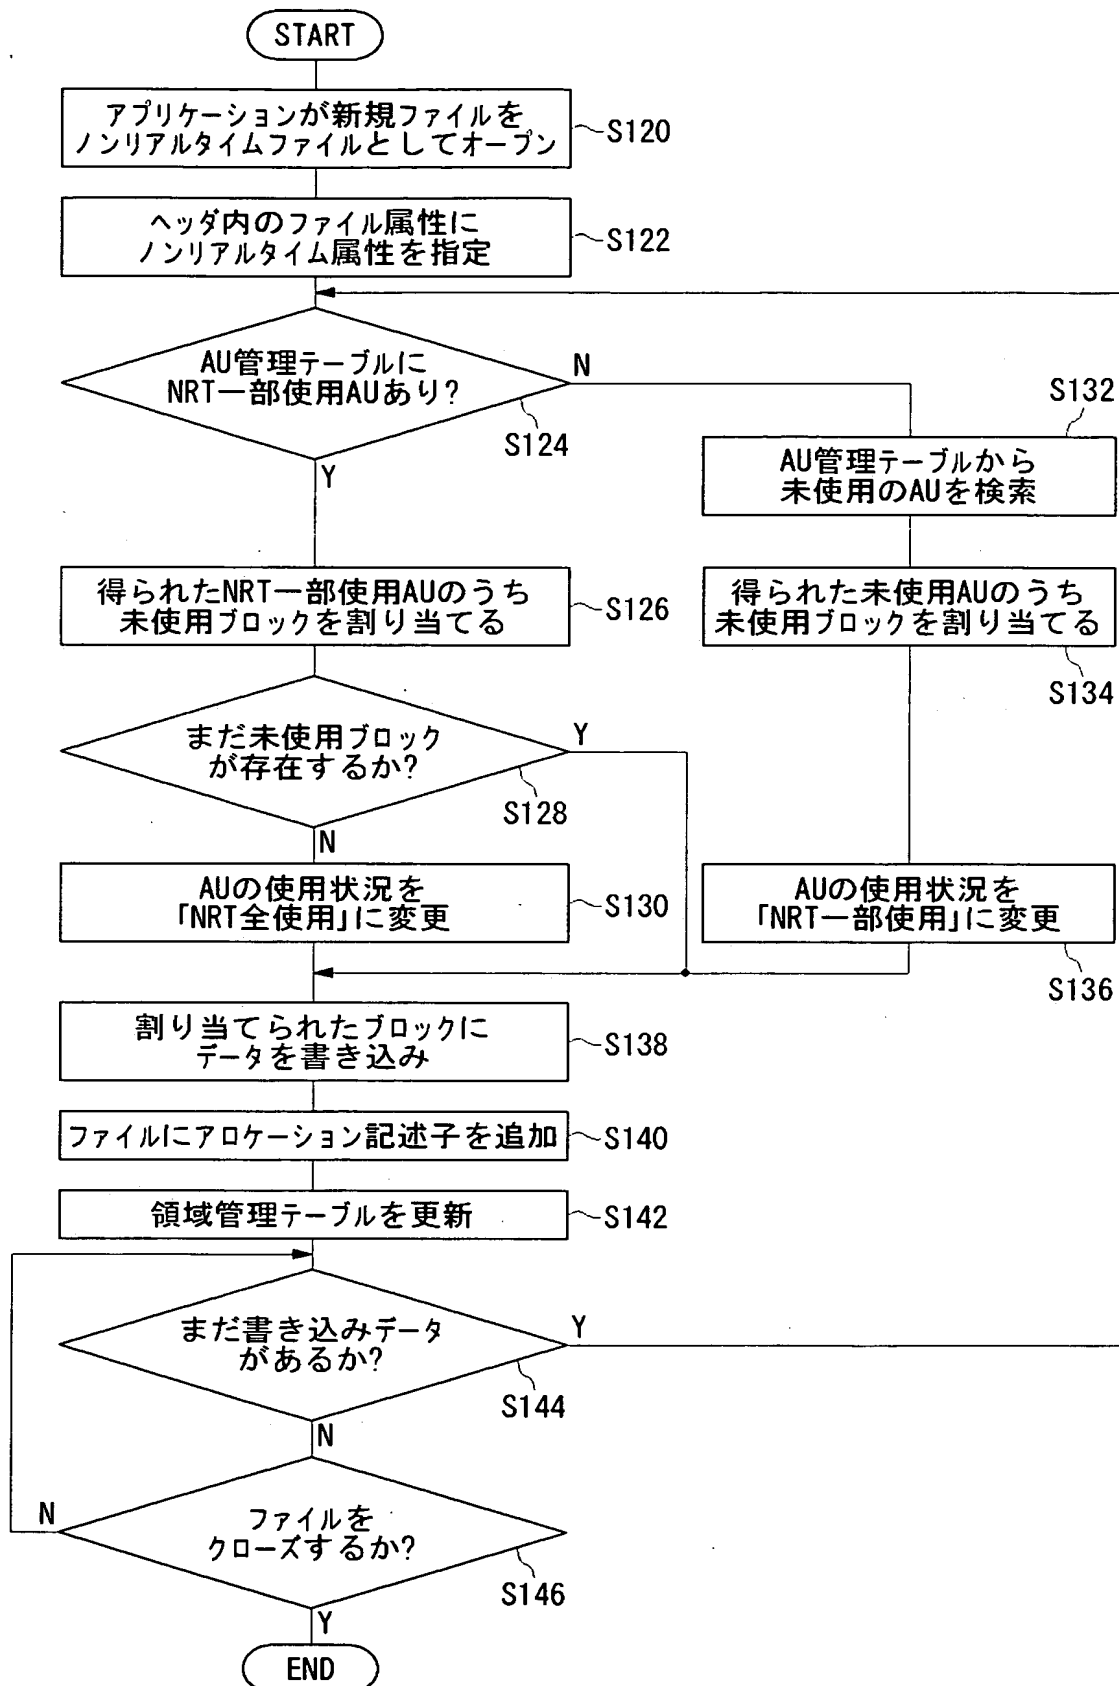 START
アプリケーションが新規ファイルを
ノンリアルタイムファイルとしてオープン
S120
ヘッダ内のファイル属性に
ノンリアルタイム属性を指定
S122
AU管理テーブルに
NRT一部使用AUあり?
N
S124
Y
S132
AU管理テーブルから
未使用のAUを検索
得られたNRT一部使用AUのうち
未使用ブロックを割り当てる
S126
得られた未使用AUのうち
未使用ブロックを割り当てる
S134
まだ未使用ブロック
が存在するか?
Y
S128
N
AUの使用状況を
「NRT全使用」に変更
S130
AUの使用状況を
「NRT一部使用」に変更
S136
割り当てられたブロックに
データを書き込み
S138
ファイルにアロケーション記述子を追加
S140
領域管理テーブルを更新
S142
まだ書き込みデータ
があるか?
Y
S144
N
ファイルを
クローズするか?
N
S146
Y
END